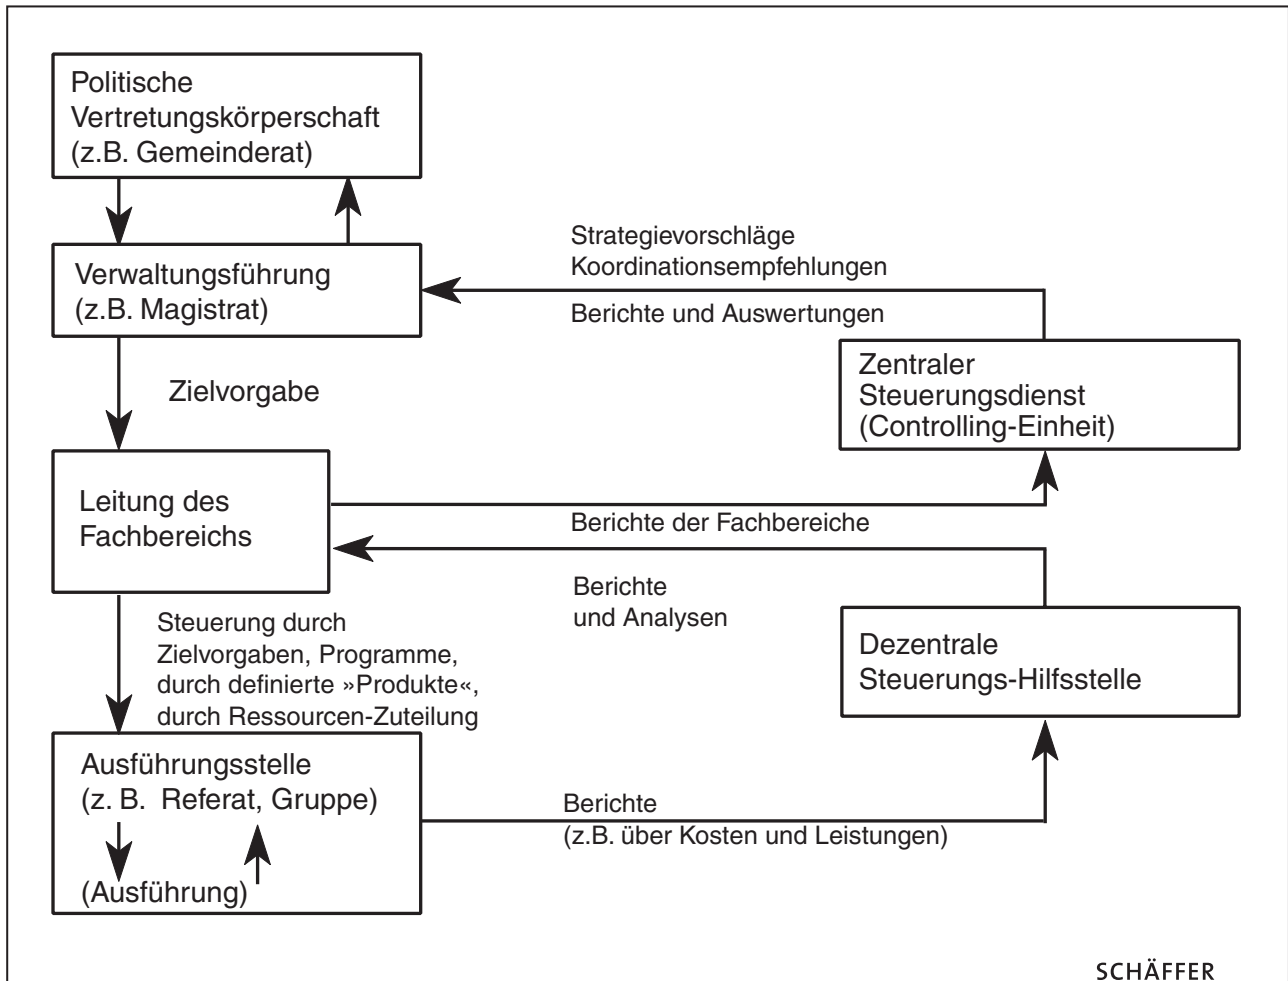 Politische
Vertretungskörperschaft
(z.B. Gemeinderat)
Verwaltungsführung
(z.B. Magistrat)
Strategievorschläge
Koordinationsempfehlungen
Berichte und Auswertungen
Zentraler
Steuerungsdienst
(Controlling-Einheit)
Zielvorgabe
Leitung des
Fachbereichs
Berichte der Fachbereiche
Berichte
und Analysen
Dezentrale
Steuerungs-Hilfsstelle
Steuerung durch
Zielvorgaben, Programme,
durch definierte »Produkte«,
durch Ressourcen-Zuteilung
Ausführungsstelle
(z. B. Referat, Gruppe)
(Ausführung)
Berichte
(z.B. über Kosten und Leistungen)
SCHÄFFER